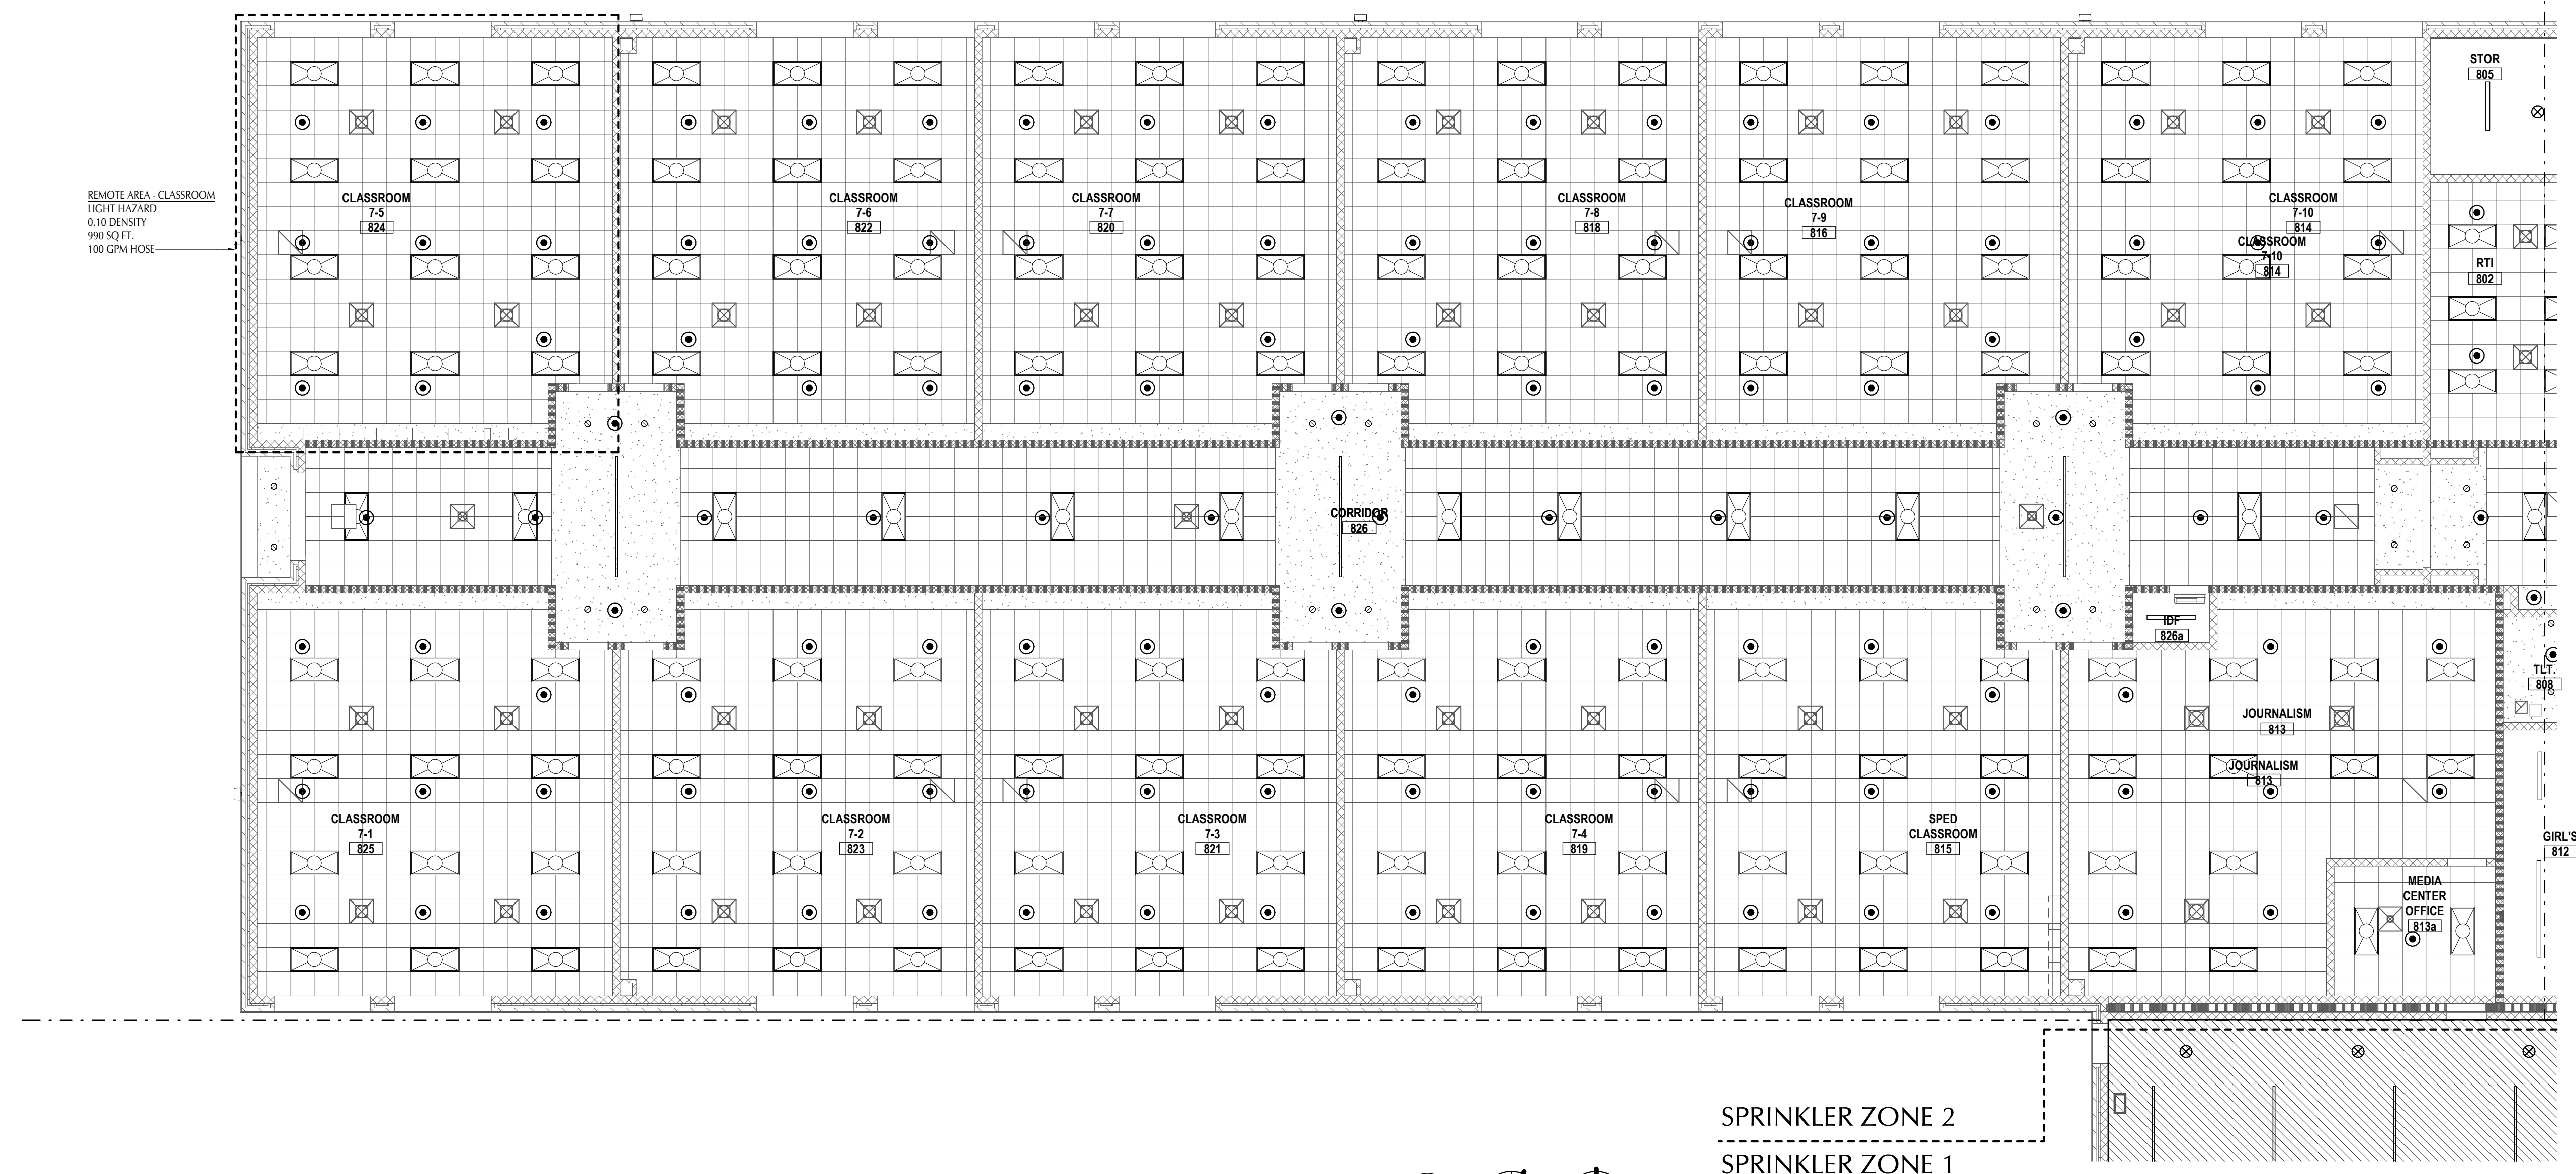 STOR
805
REMOTE AREA - CLASSROOM
LIGHT HAZARD
0.10 DENSITY
990 SQ FT.
100 GPM HOSE
CLASSROOM
7-5
824
CLASSROOM
7-6
822
CLASSROOM
7-7
820
CLASSROOM
7-8
818
CLASSROOM
7-9
816
CLASSROOM
7-10
814
CLASSROOM
7-10
814
RTI
802
CORRIDOR
826
IDF
826a
TLT.
808
JOURNALISM
813
JOURNALISM
813
CLASSROOM
7-1
825
CLASSROOM
7-2
823
CLASSROOM
7-3
821
CLASSROOM
7-4
819
SPED
CLASSROOM
815
GIRL'S
812
MEDIA
CENTER
OFFICE
813a
SPRINKLER ZONE 2
SPRINKLER ZONE 1